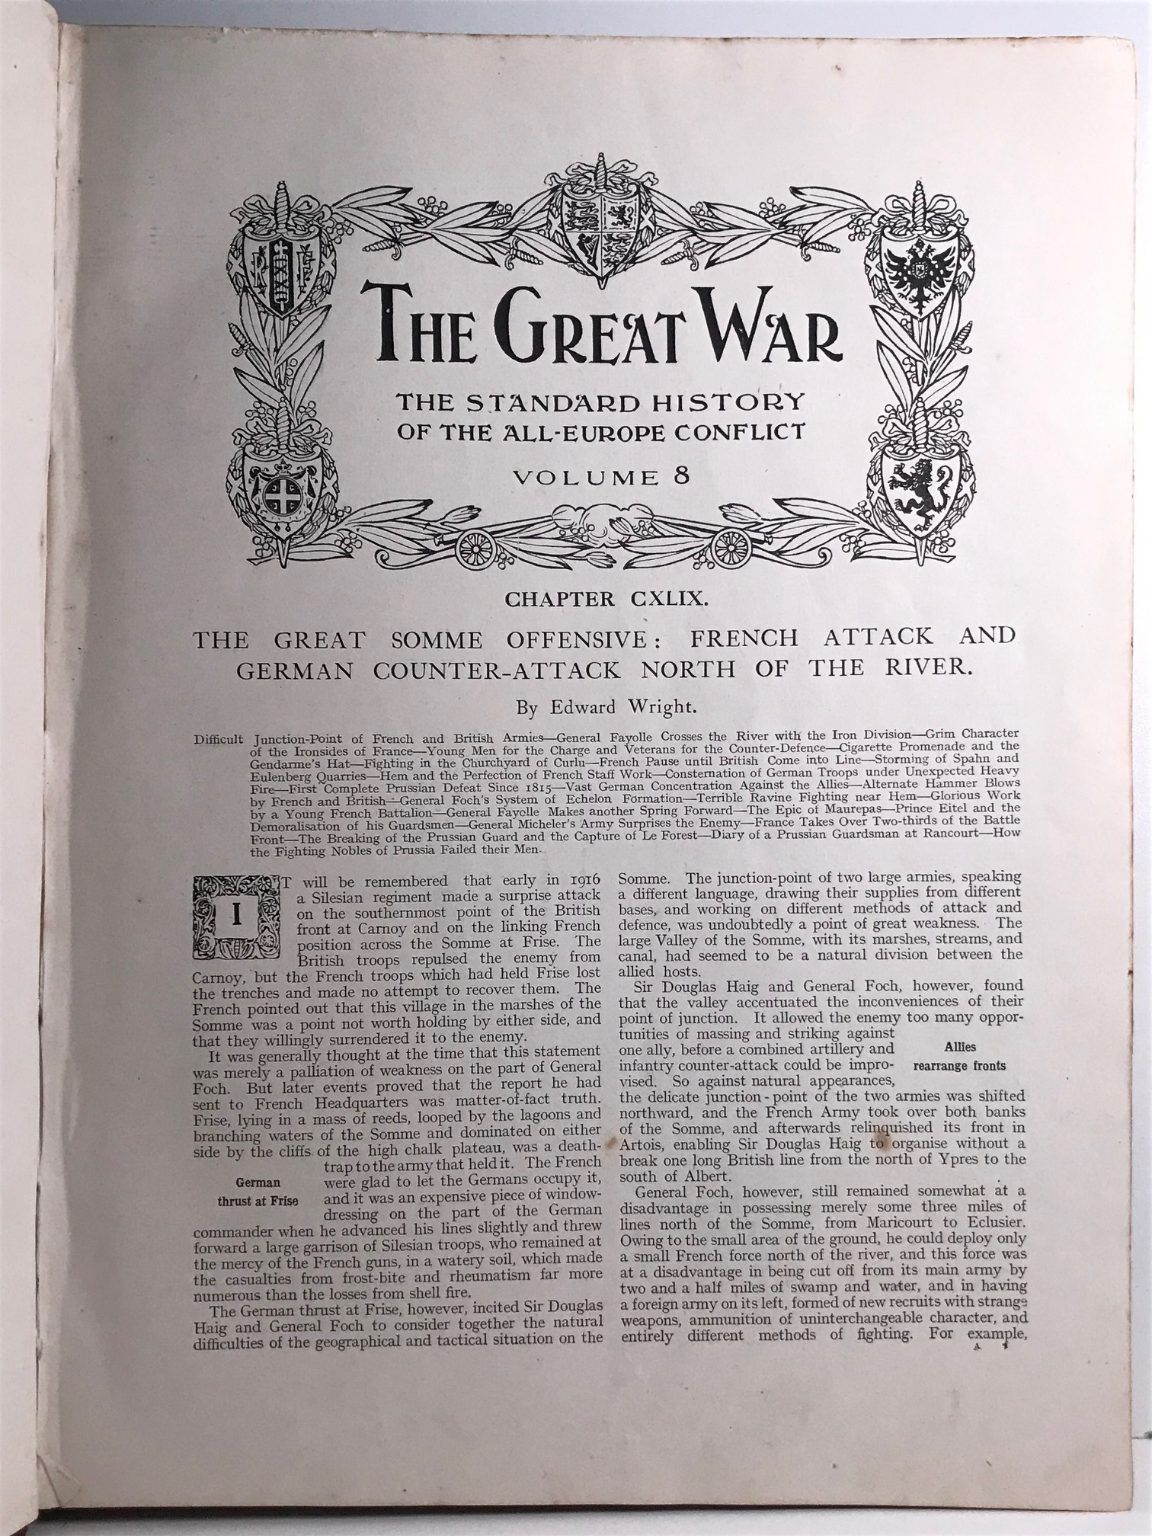 THE GREAT WAR
THE STANDARD HISTORY
OF THE ALL-EUROPE CONFLICT
VOLUME 8
CHAPTER CXLIX.
THE GREAT SOMME OFFENSIVE: FRENCH ATTACK AND
GERMAN COUNTER-ATTACK NORTH OF THE RIVER.
By Edward Wright.
Difficult Junction-Point of French and British Armies—General Fayolle Crosses the River with the Iron Division—Grim Character
of the Ironsides of France—Young Men for the Charge and Veterans for the Counter-Defence—Cigarette Promenade and the
Gendarme's Hat—Fighting in the Churchyard of Curlu—French Pause until British Come into Line—Storming of Spahn and
Eulenberg Quarries—Hem and the Perfection of French Staff Work—Consternation of German Troops under Unexpected Heavy
Fire—First Complete Prussian Defeat Since 1815—Vast German Concentration Against the Allies—Alternate Hammer Blows
by French and British—General Foch's System of Echelon Formation—Terrible Ravine Fighting near Hem—Glorious Work
by a Young French Battalion—General Fayolle Makes another Spring Forward—The Epic of Maurepas—Prince Eitel and the
Demoralisation of his Guardsmen—General Micheler's Army Surprises the Enemy—France Takes Over Two-thirds of the Battle
Front—The Breaking of the Prussian Guard and the Capture of Le Forest—Diary of a Prussian Guardsman at Rancourt—How
the Fighting Nobles of Prussia Failed their Men.
IT will be remembered that early in 1916
a Silesian regiment made a surprise attack
on the southernmost point of the British
front at Carnoy and on the linking French
position across the Somme at Frise. The
British troops repulsed the enemy from
Carnoy, but the French troops which had held Frise lost
the trenches and made no attempt to recover them. The
French pointed out that this village in the marshes of the
Somme was a point not worth holding by either side, and
that they willingly surrendered it to the enemy.
It was generally thought at the time that this statement
was merely a palliation of weakness on the part of General
Foch. But later events proved that the report he had
sent to French Headquarters was matter-of-fact truth.
Frise, lying in a mass of reeds, looped by the lagoons and
branching waters of the Somme and dominated on either
side by the cliffs of the high chalk plateau, was a death-
trap to the army that held it. The French
were glad to let the Germans occupy it,
and it was an expensive piece of window-
dressing on the part of the German
German
thrust at Frise
commander when he advanced his lines slightly and threw
forward a large garrison of Silesian troops, who remained at
the mercy of the French guns, in a watery soil, which made
the casualties from frost-bite and rheumatism far more
numerous than the losses from shell fire.
The German thrust at Frise, however, incited Sir Douglas
Haig and General Foch to consider together the natural
difficulties of the geographical and tactical situation on the
Somme. The junction-point of two large armies, speaking
a different language, drawing their supplies from different
bases, and working on different methods of attack and
defence, was undoubtedly a point of great weakness. The
large Valley of the Somme, with its marshes, streams, and
canal, had seemed to be a natural division between the
allied hosts.
Sir Douglas Haig and General Foch, however, found
that the valley accentuated the inconveniences of their
point of junction. It allowed the enemy too many oppor-
tunities of massing and striking against
one ally, before a combined artillery and
infantry counter-attack could be impro-
vised. So against natural appearances,
Allies
rearrange fronts
the delicate junction-point of the two armies was shifted
northward, and the French Army took over both banks
of the Somme, and afterwards relinquished its front in
Artois, enabling Sir Douglas Haig to organise without a
break one long British line from the north of Ypres to the
south of Albert.
General Foch, however, still remained somewhat at a
disadvantage in possessing merely some three miles of
lines north of the Somme, from Maricourt to Eclusier.
Owing to the small area of the ground, he could deploy only
a small French force north of the river, and this force was
at a disadvantage in being cut off from its main army by
two and a half miles of swamp and water, and in having
a foreign army on its left, formed of new recruits with strange
weapons, ammunition of uninterchangeable character, and
entirely different methods of fighting. For example,
A 1